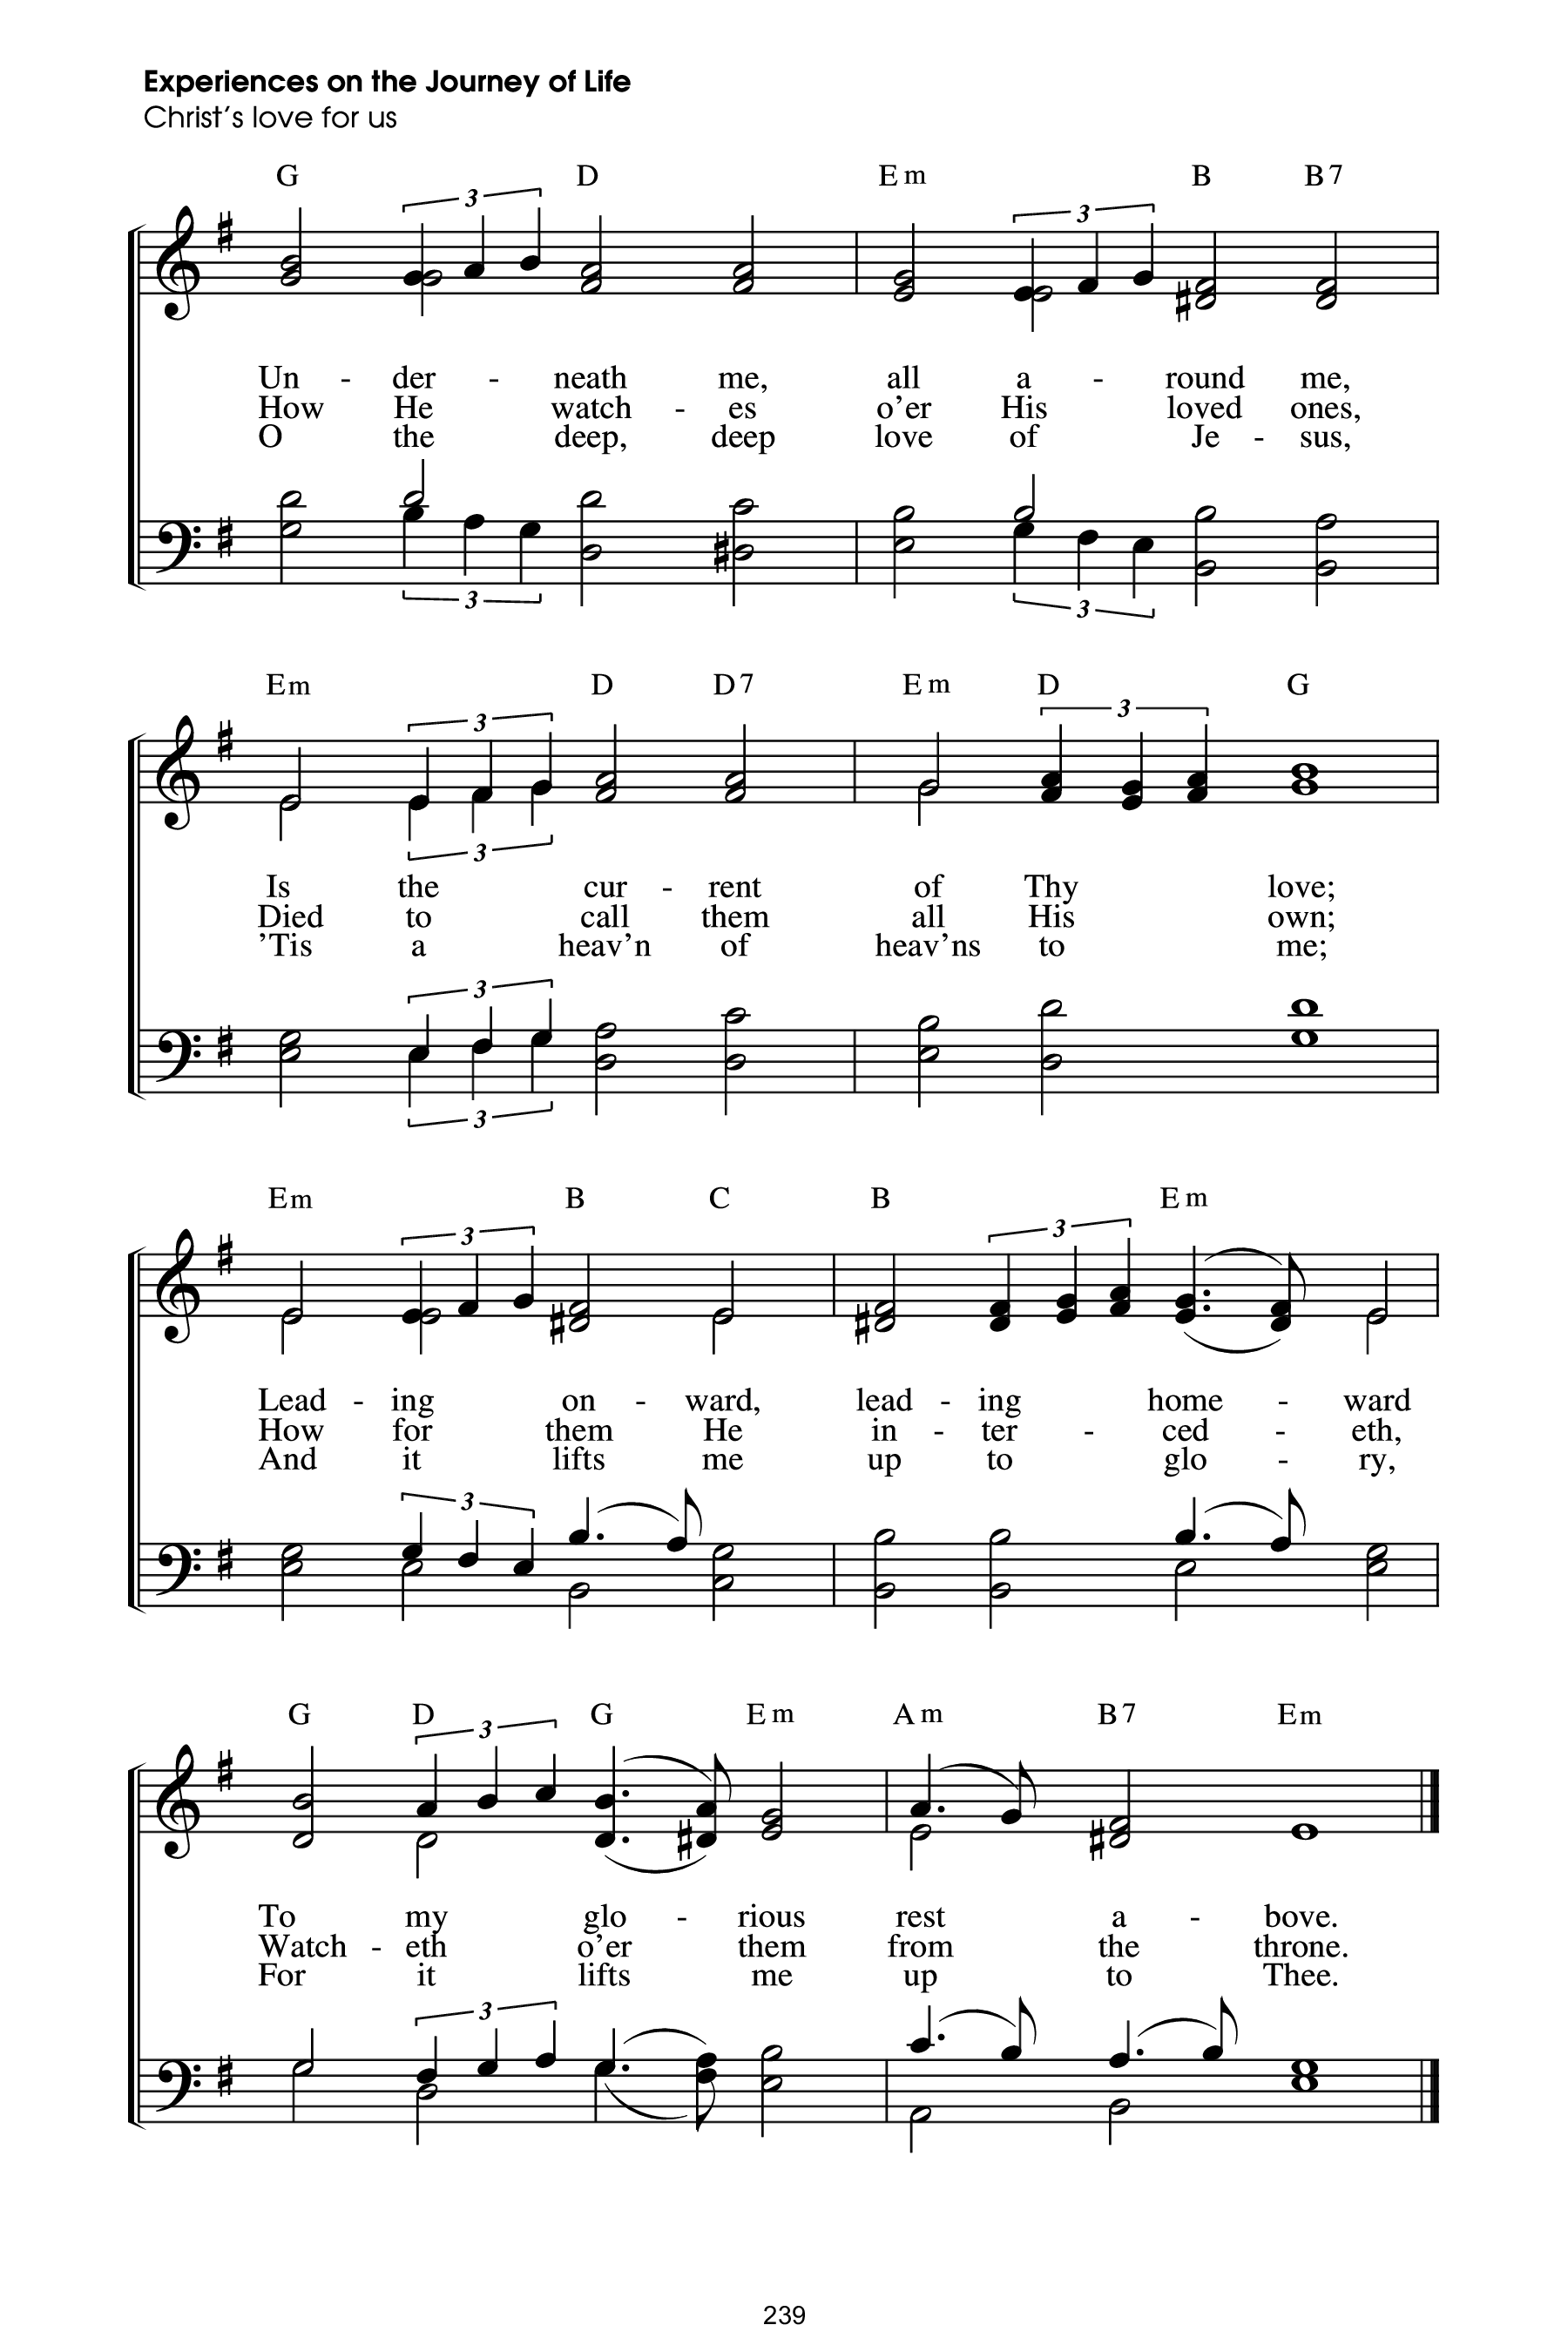 Experiences on the Journey of Life
Christ's love for us
G 3 D Em 3 B B7
Un - der - neath me, all a - round me,
How He watch - es o'er His loved ones,
O the deep, deep love of Je - sus,
3 3
Em 3 D D7 Em D 3 G
3
Is the cur - rent of Thy love;
Died to call them all His own;
'Tis a heav'n of heav'ns to me;
3
3
Em 3 B C B 3 Em
Lead - ing on - ward, lead - ing home - ward
How for them He in - ter - ced - eth,
And it lifts me up to glo - ry,
3
G D 3 G Em Am B7 Em
To my glo - rious rest a - bove.
Watch - eth o'er them from the throne.
For it lifts me up to Thee.
3
239